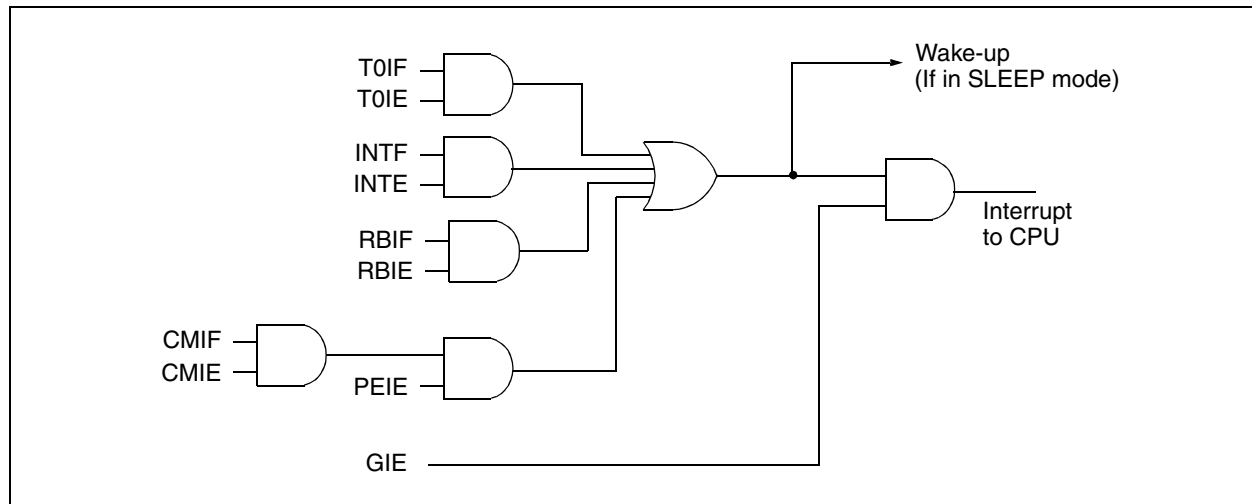 Wake-up
(If in SLEEP mode)
T0IF
T0IE
INTF
INTE
RBIF
RBIE
Interrupt
to CPU
CMIF
CMIE
PEIE
GIE